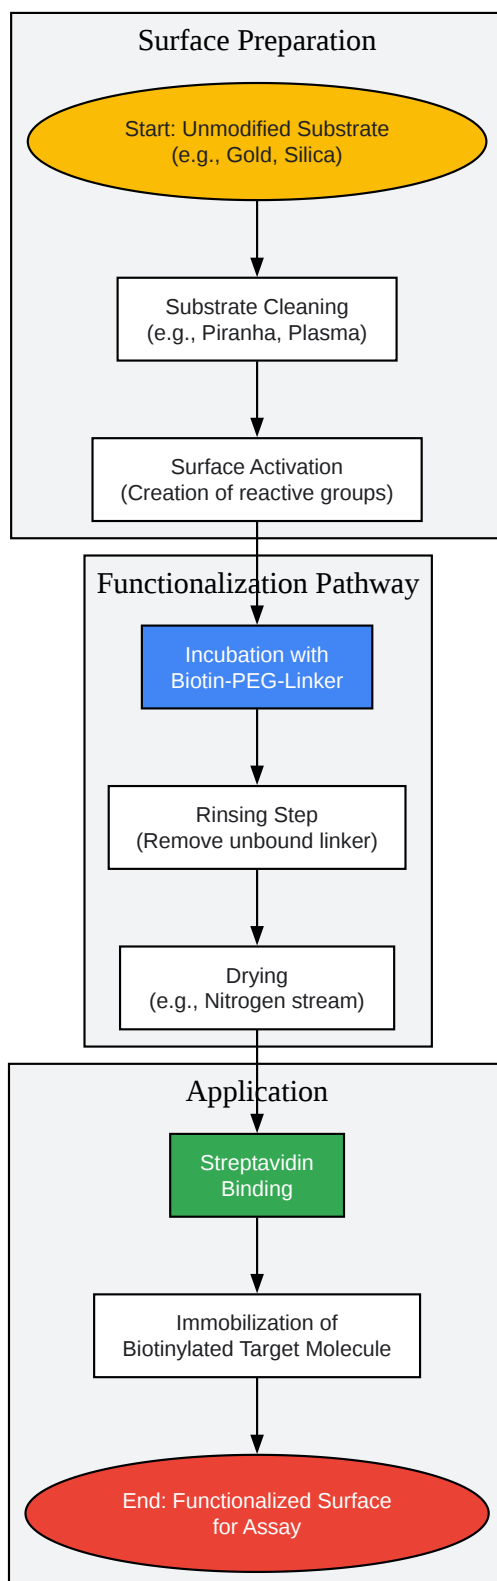 Surface Preparation
Start: Unmodified Substrate
(e.g., Gold, Silica)
Substrate Cleaning
(e.g., Piranha, Plasma)
Surface Activation
(Creation of reactive groups)
Functionalization Pathway
Incubation with
Biotin-PEG-Linker
Rinsing Step
(Remove unbound linker)
Drying
(e.g., Nitrogen stream)
Application
Streptavidin
Binding
Immobilization of
Biotinylated Target Molecule
End: Functionalized Surface
for Assay